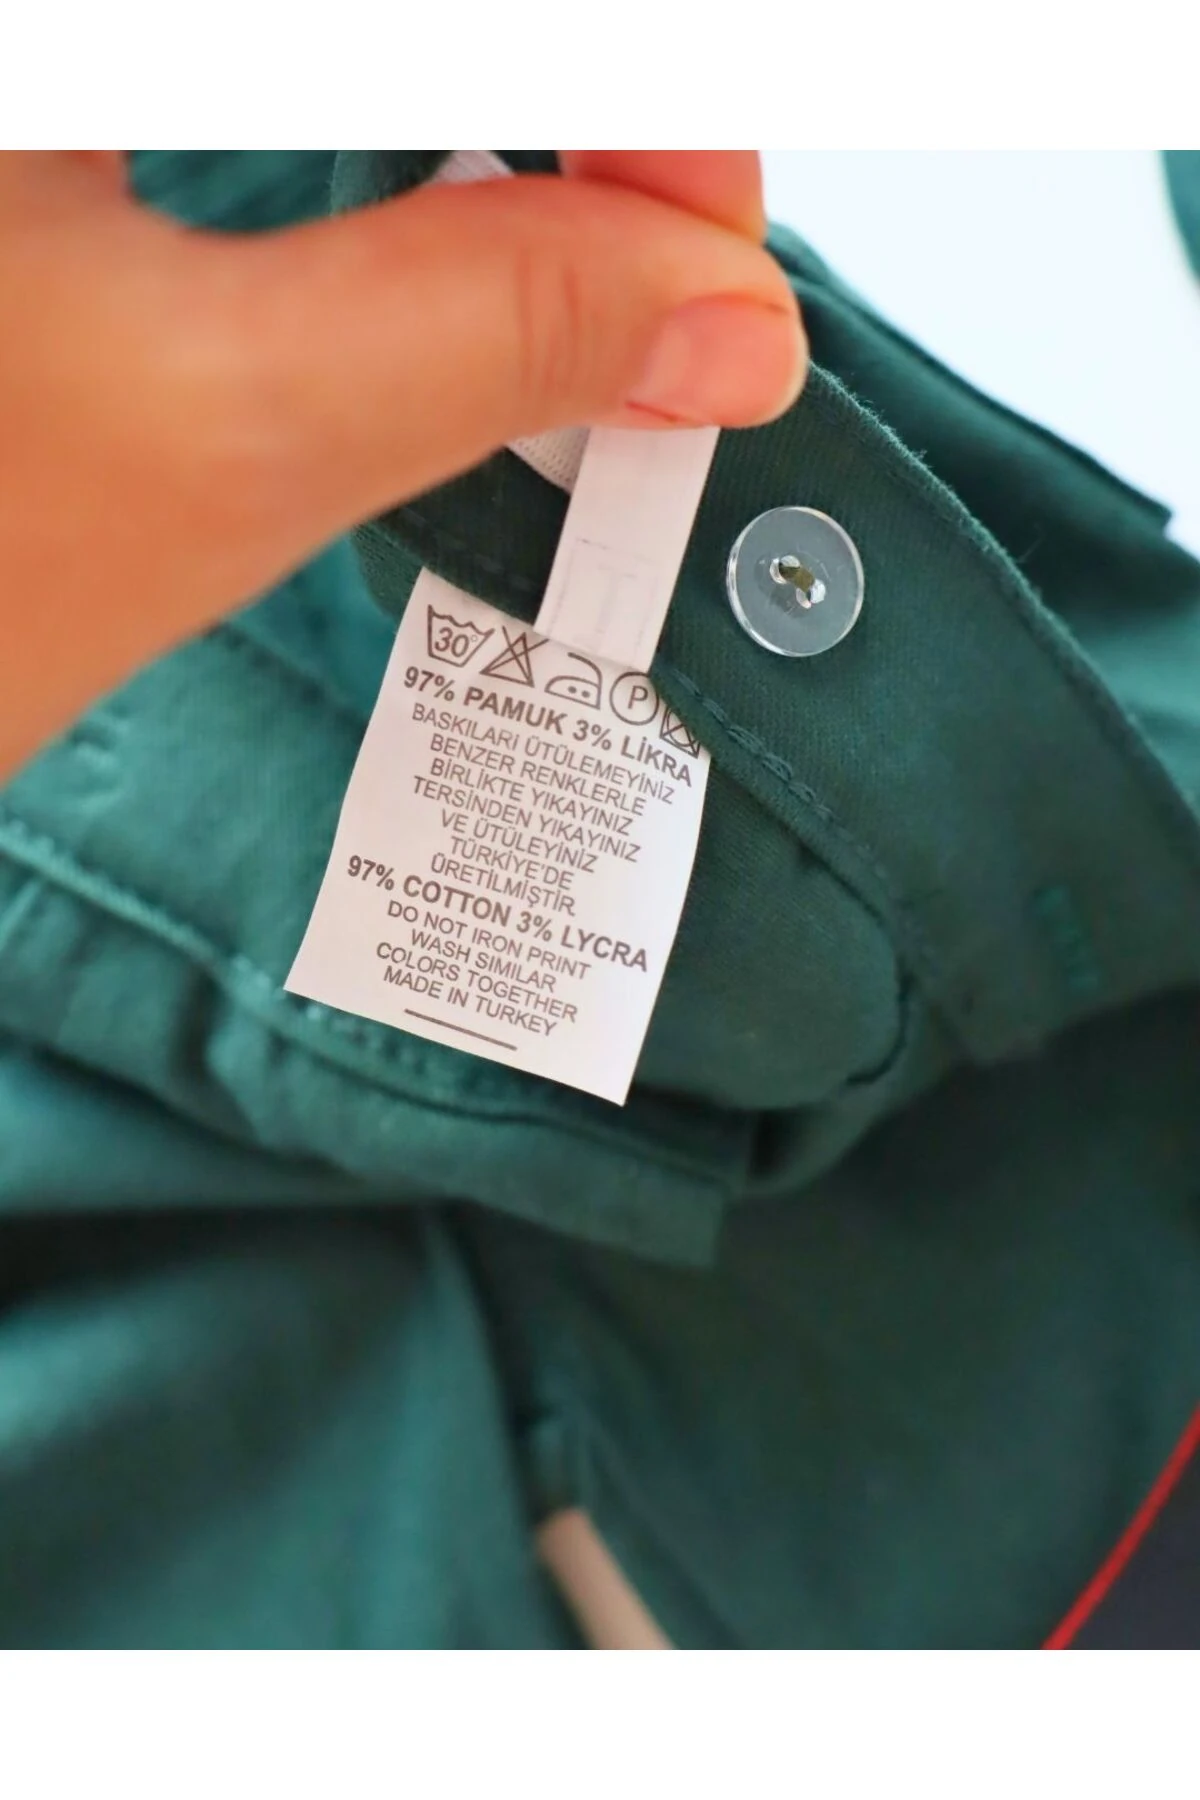 30°
P
97% PAMUK 3% LİKRA
BASKILARI ÜTÜLEMEYİNİZ
BENZER RENKLERLE
BİRLİKTE YIKAYINIZ
TERSİNDEN YIKAYINIZ
VE ÜTÜLEYİNİZ
TÜRKİYE'DE
ÜRETİLMİŞTİR.
97% COTTON 3% LYCRA
DO NOT IRON PRINT
WASH SIMILAR
COLORS TOGETHER
MADE IN TURKEY